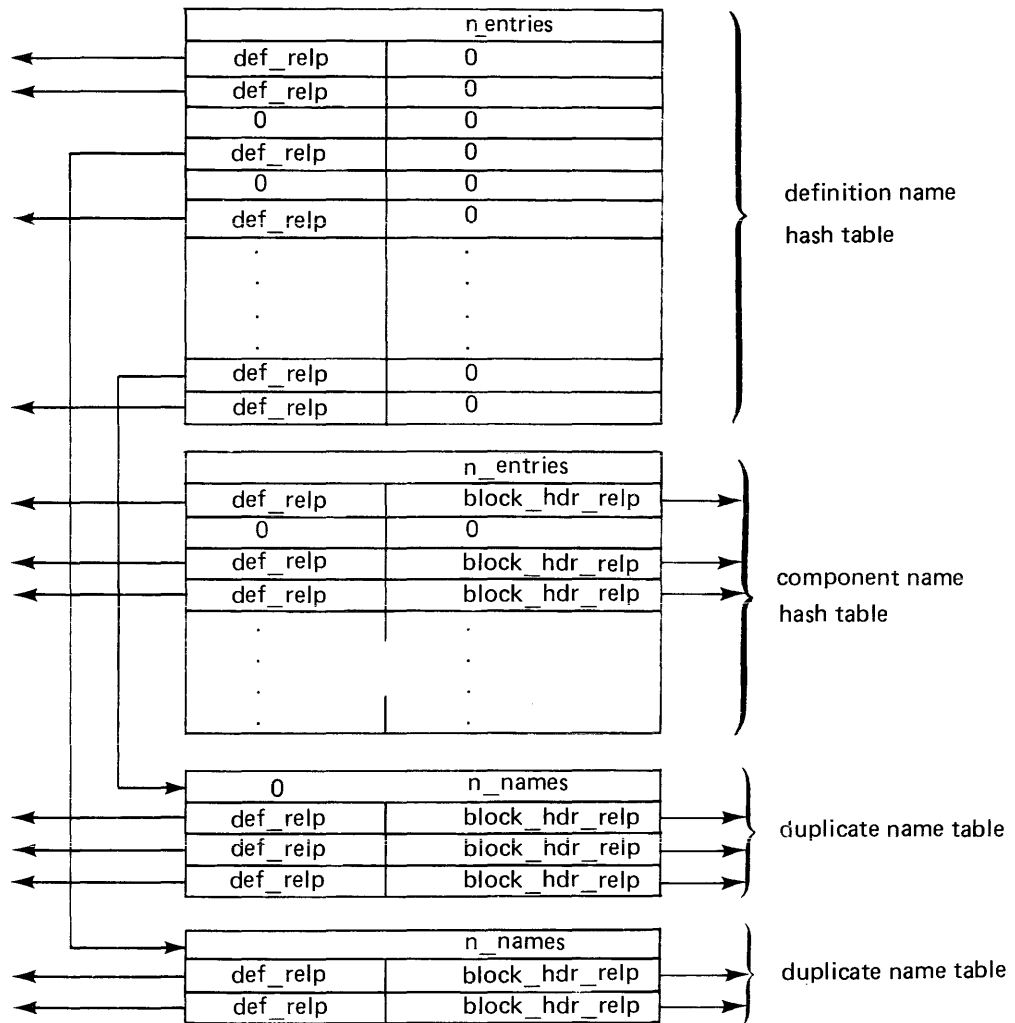 n_entries
def_relp 0
def_relp 0
0 0
def_relp 0
0 0
def_relp 0
. .
. .
. .
. .
def_relp 0
def_relp 0
definition name
hash table
n_entries
def_relp block_hdr_relp
0 0
def_relp block_hdr_relp
def_relp block_hdr_relp
. .
. .
. .
. .
component name
hash table
0 n_names
def_relp block_hdr_relp
def_relp block_hdr_relp
def_relp block_hdr_relp
duplicate name table
n_names
def_relp block_hdr_relp
def_relp block_hdr_relp
duplicate name table